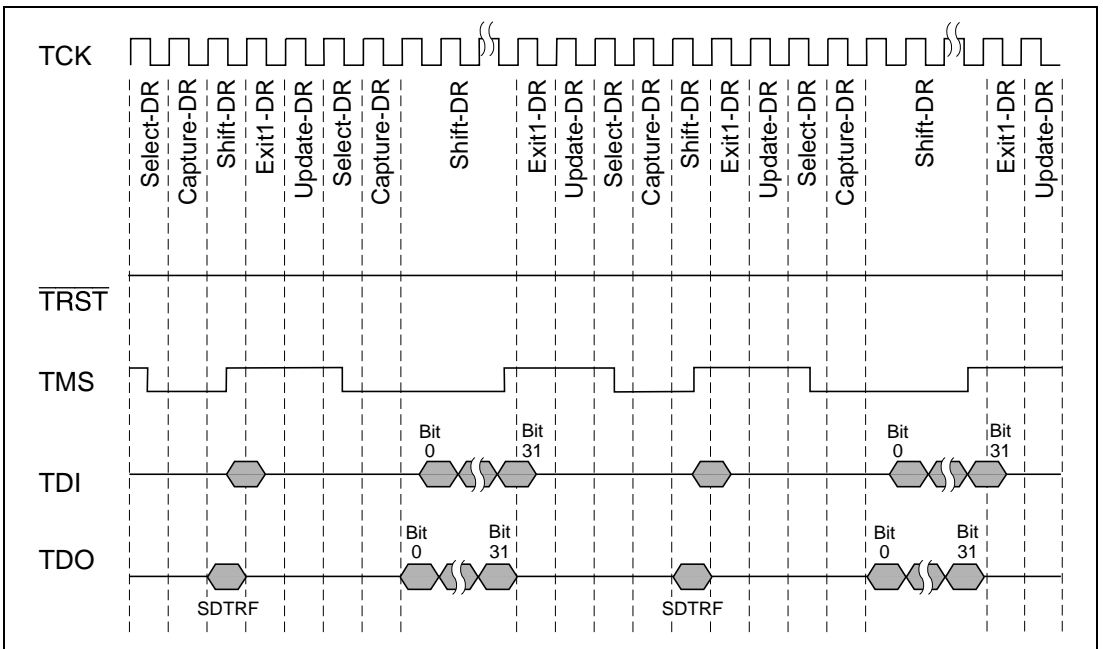 TCK
Select-DR
Capture-DR
Shift-DR
Exit1-DR
Update-DR
Select-DR
Capture-DR
Shift-DR
Exit1-DR
Update-DR
Select-DR
Capture-DR
Shift-DR
Exit1-DR
Update-DR
Select-DR
Capture-DR
Shift-DR
Exit1-DR
Update-DR
TRST
TMS
TDI
Bit
0
Bit
31
Bit
0
Bit
31
TDO
Bit
0
Bit
31
Bit
0
Bit
31
SDTRF
SDTRF